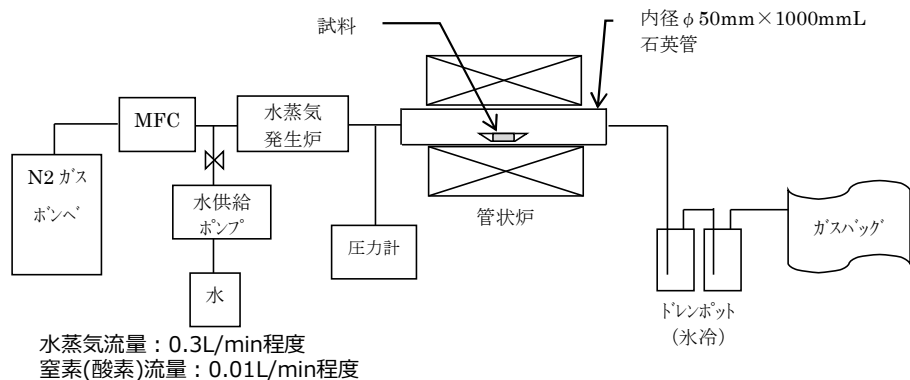 試料
内径φ50mm×1000mmL
石英管
MFC
水蒸気
発生炉
N2 ｶﾞｽ
ﾎﾞﾝﾍﾞ
水供給
ﾎﾟﾝﾌﾟ
水
圧力計
管状炉
ｶﾞｽﾊﾞｯｸﾞ
ﾄﾞﾚﾝﾎﾟｯﾄ
(氷冷)
水蒸気流量：0.3L/min程度
窒素(酸素)流量：0.01L/min程度